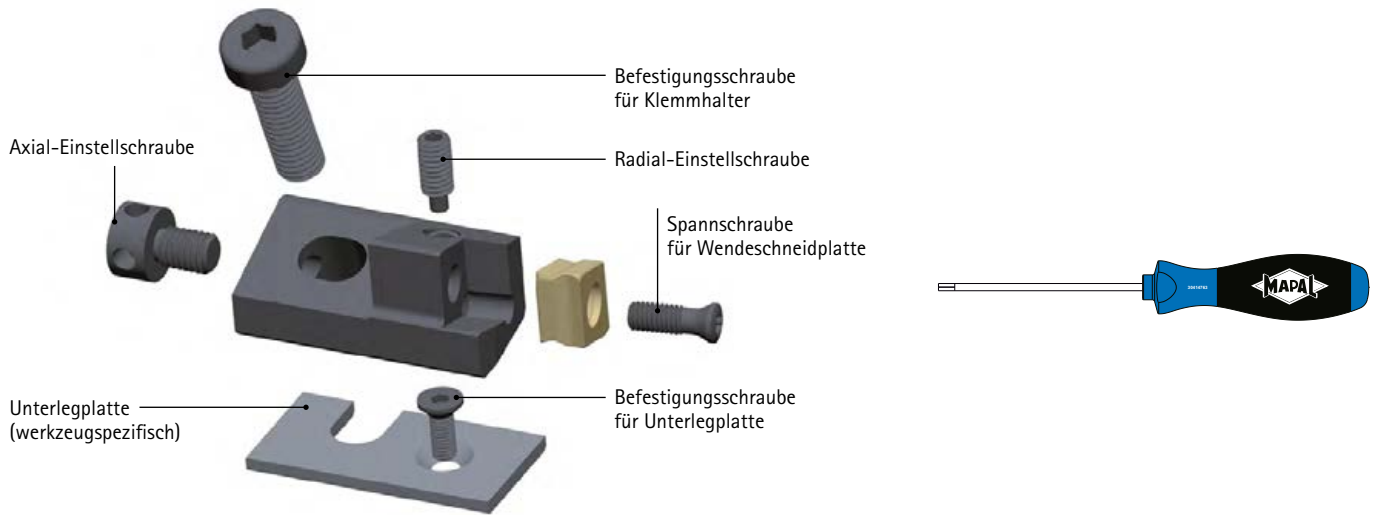 Befestigungsschraube
für Klemmhalter
Axial-Einstellschraube
Radial-Einstellschraube
Spannschraube
für Wendeschneidplatte
MAPAL
Unterlegplatte
(werkzeugspezifisch)
Befestigungsschraube
für Unterlegplatte